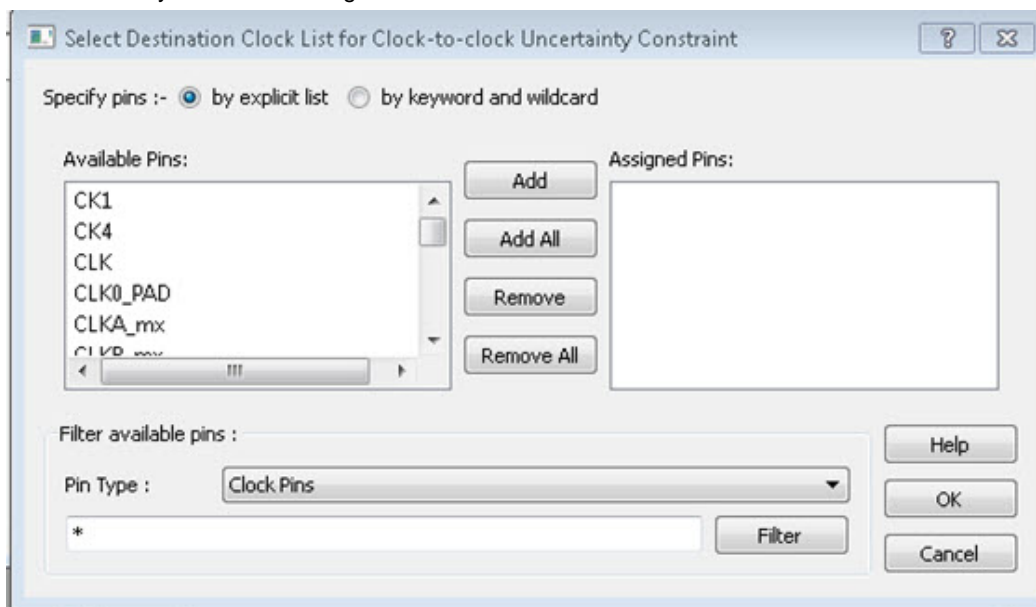 Select Destination Clock List for Clock-to-clock Uncertainty Constraint
Specify pins :- by explicit list by keyword and wildcard
Available Pins:
Assigned Pins:
CK1
CK4
CLK
CLK0_PAD
CLKA_mx
Add
Add All
Remove
Remove All
Filter available pins :
Pin Type :
Clock Pins
*
Filter
Help
OK
Cancel